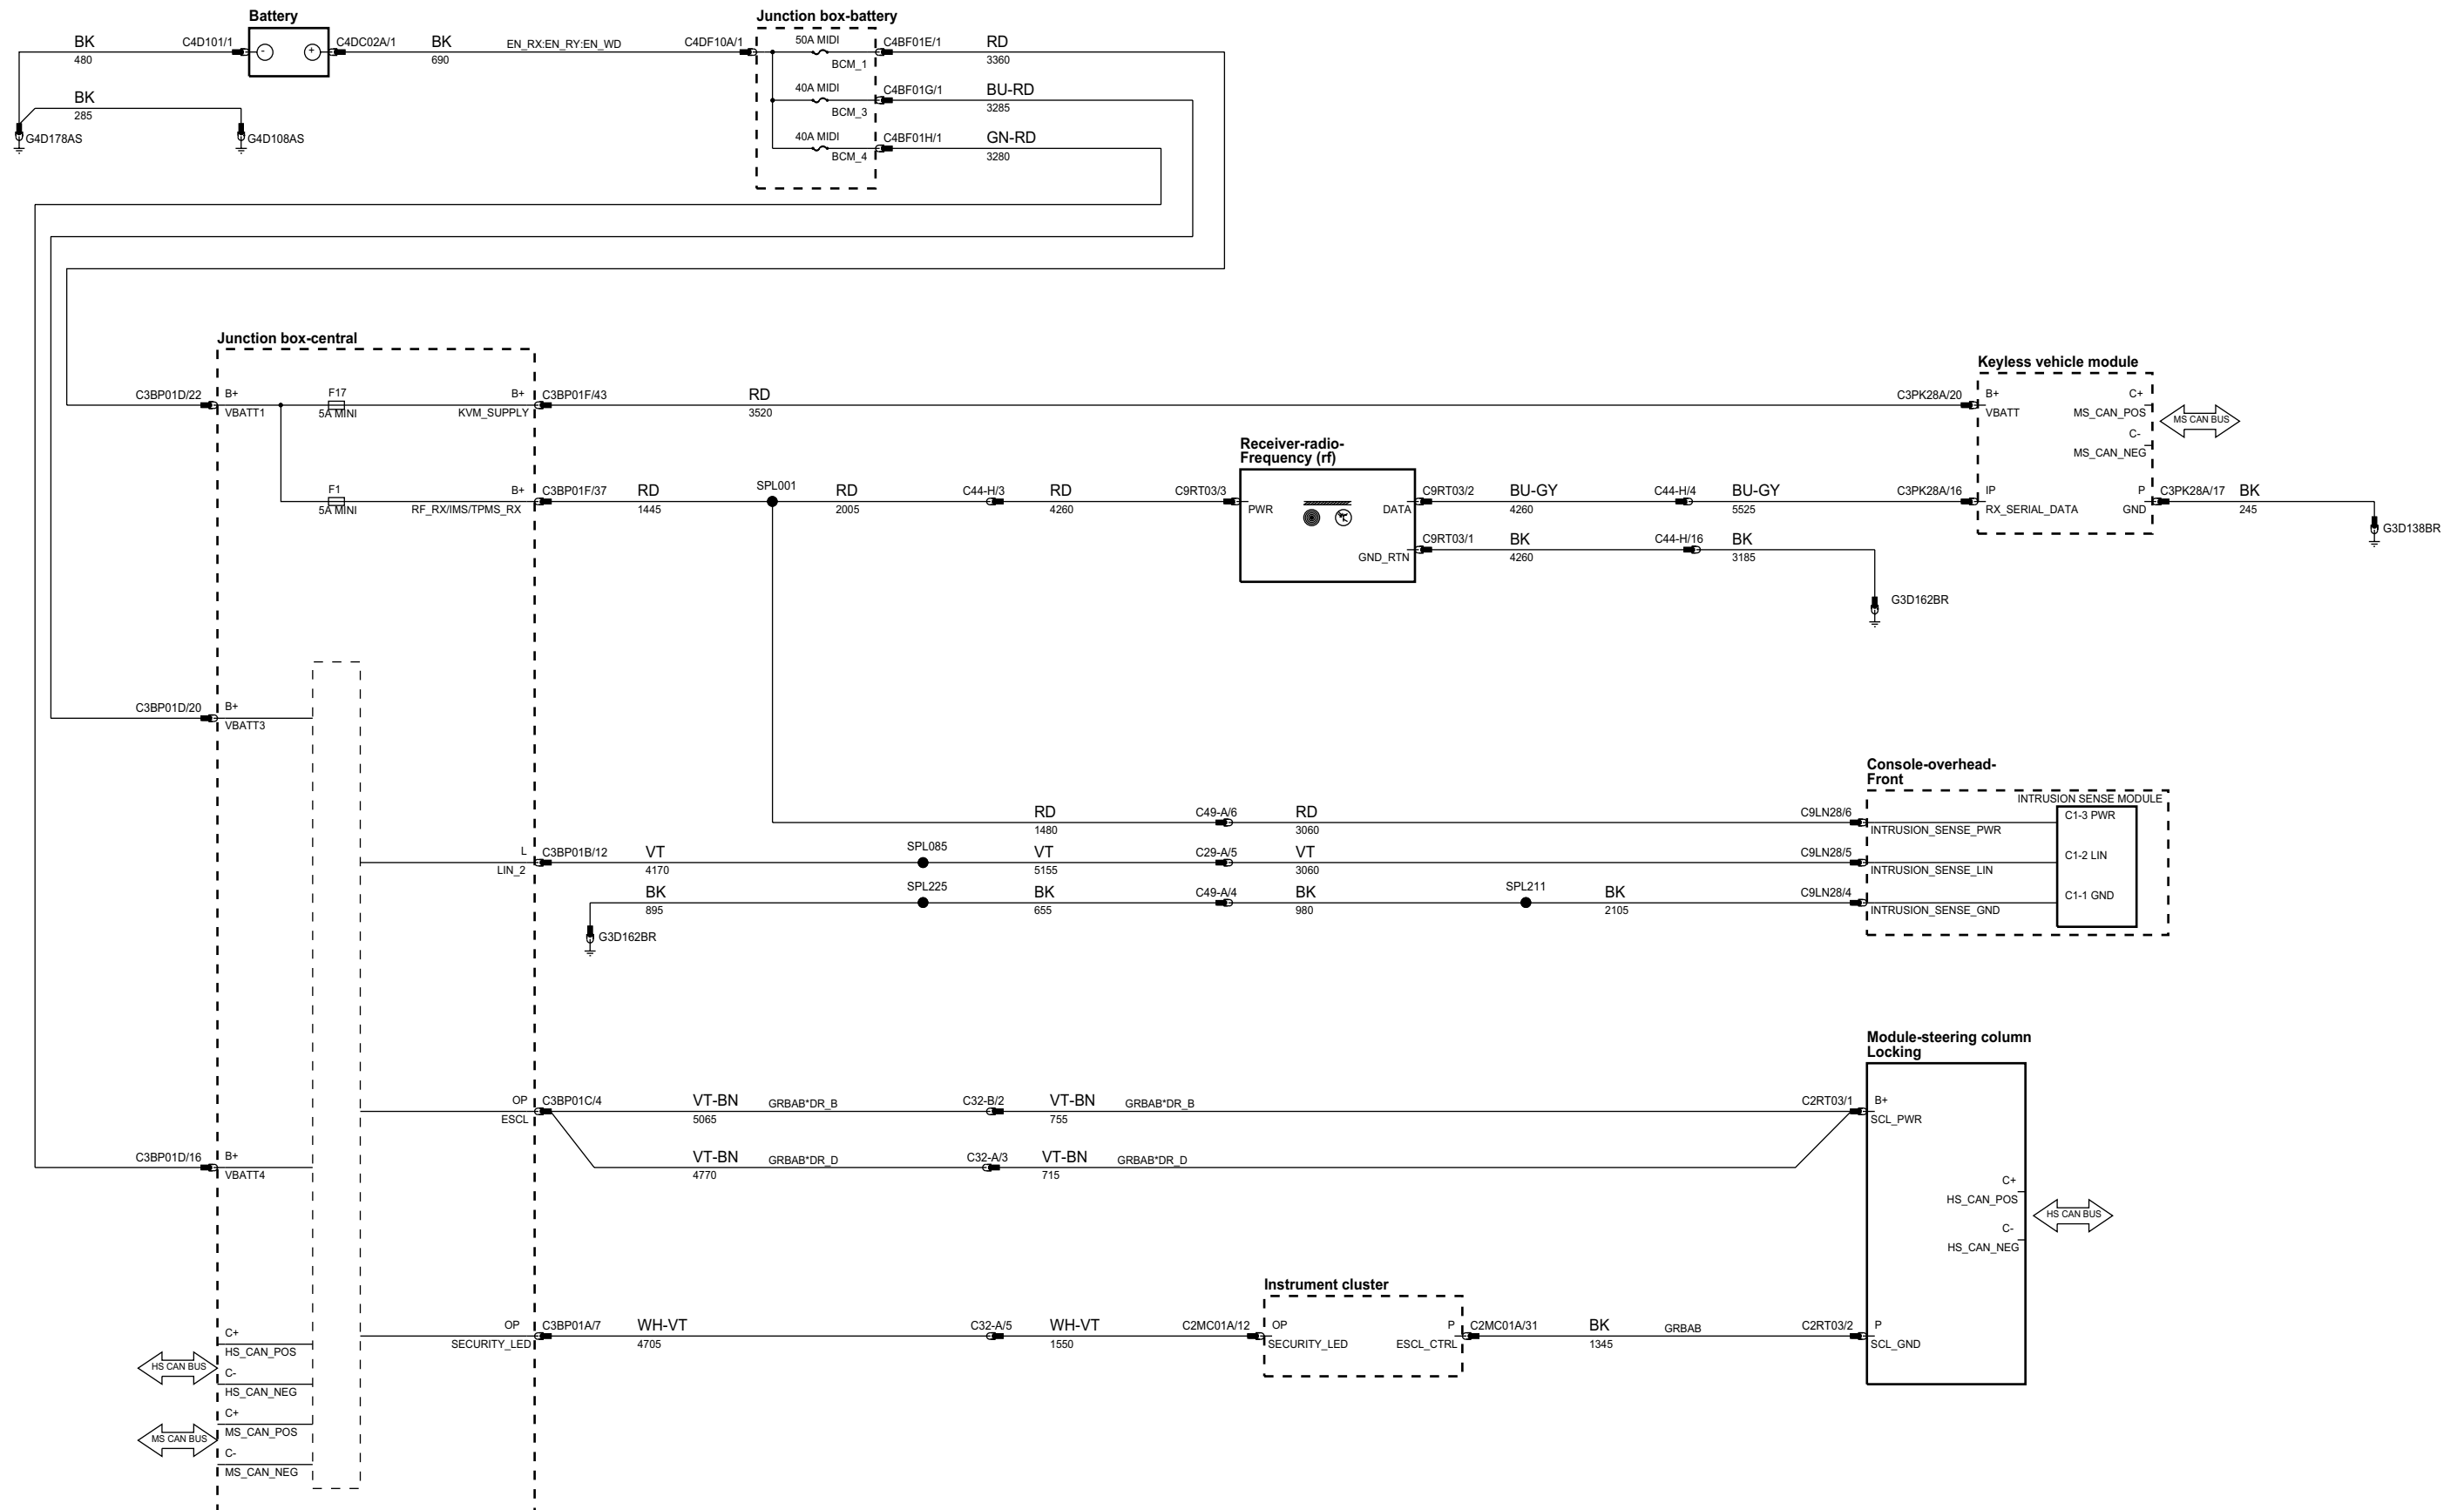 Battery
Junction box-battery
BK
480
C4D101/1
-
+
C4DC02A/1
BK
690
EN_RX:EN_RY:EN_WD
C4DF10A/1
50A MIDI
BCM_1
C4BF01E/1
RD
3360
BK
285
G4D178AS
G4D108AS
40A MIDI
BCM_3
C4BF01G/1
BU-RD
3285
40A MIDI
BCM_4
C4BF01H/1
GN-RD
3280
Junction box-central
C3BP01D/22
B+
VBATT1
F17
5A MINI
B+
KVM_SUPPLY
C3BP01F/43
RD
3520
Keyless vehicle module
C3PK28A/20
B+
VBATT
C+
MS_CAN_POS
C-
MS_CAN_NEG
MS CAN BUS
F1
5A MINI
B+
RF_RX/IMS/TPMS_RX
C3BP01F/37
RD
1445
SPL001
RD
2005
C44-H/3
RD
4260
C9RT03/3
Receiver-radio-
Frequency (rf)
PWR
DATA
GND_RTN
C9RT03/2
BU-GY
4260
C44-H/4
BU-GY
5525
C3PK28A/16
IP
RX_SERIAL_DATA
P
GND
C3PK28A/17
BK
245
G3D138BR
C9RT03/1
BK
4260
C44-H/16
BK
3185
G3D162BR
C3BP01D/20
B+
VBATT3
Console-overhead-
Front
INTRUSION SENSE MODULE
RD
1480
C49-A/6
RD
3060
C9LN28/6
INTRUSION_SENSE_PWR
C1-3 PWR
L
LIN_2
C3BP01B/12
VT
4170
SPL085
VT
5155
C29-A/5
VT
3060
C9LN28/5
INTRUSION_SENSE_LIN
C1-2 LIN
BK
895
SPL225
BK
655
C49-A/4
BK
980
SPL211
BK
2105
C9LN28/4
INTRUSION_SENSE_GND
C1-1 GND
G3D162BR
Module-steering column
Locking
OP
ESCL
C3BP01C/4
VT-BN
5065
GRBAB*DR_B
C32-B/2
VT-BN
755
GRBAB*DR_B
C2RT03/1
B+
SCL_PWR
C3BP01D/16
B+
VBATT4
VT-BN
4770
GRBAB*DR_D
C32-A/3
VT-BN
715
GRBAB*DR_D
C+
HS_CAN_POS
C-
HS_CAN_NEG
HS CAN BUS
Instrument cluster
OP
SECURITY_LED
C3BP01A/7
WH-VT
4705
C32-A/5
WH-VT
1550
C2MC01A/12
OP
SECURITY_LED
P
ESCL_CTRL
C2MC01A/31
BK
1345
GRBAB
C2RT03/2
P
SCL_GND
C+
HS_CAN_POS
HS CAN BUS
C-
HS_CAN_NEG
C+
MS_CAN_POS
MS CAN BUS
C-
MS_CAN_NEG